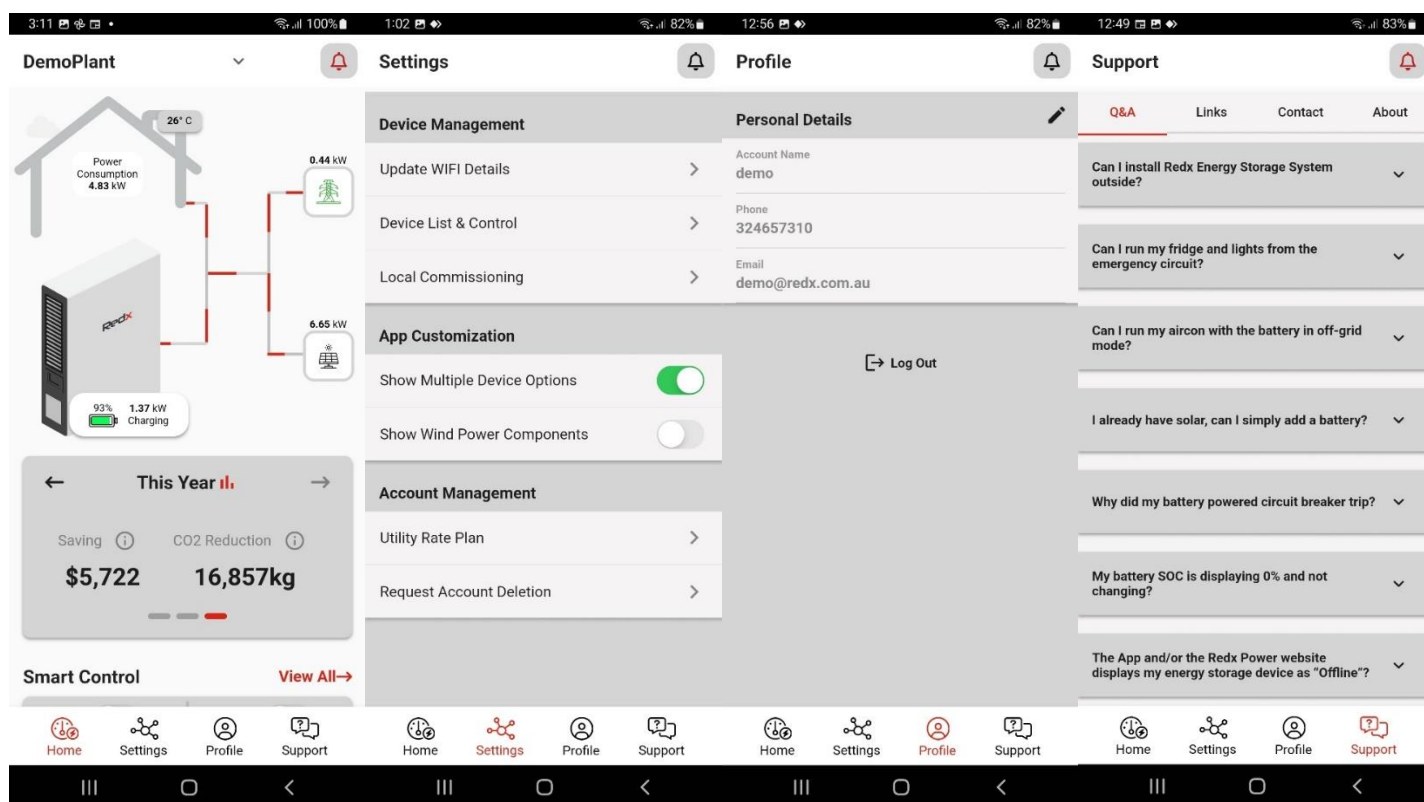 3:11
100%
DemoPlant
26° C
Power
Consumption
4.83 kW
0.44 kW
Redx
6.65 kW
93% 1.37 kW
Charging
This Year
Saving CO2 Reduction
$5,722 16,857kg
Smart Control View All→
Home Settings Profile Support
1:02
82%
Settings
Device Management
Update WIFI Details
Device List & Control
Local Commissioning
App Customization
Show Multiple Device Options
Show Wind Power Components
Account Management
Utility Rate Plan
Request Account Deletion
Home Settings Profile Support
12:56
82%
Profile
Personal Details
Account Name
demo
Phone
324657310
Email
demo@redx.com.au
Log Out
Home Settings Profile Support
12:49
83%
Support
Q&A Links Contact About
Can I install Redx Energy Storage System
outside?
Can I run my fridge and lights from the
emergency circuit?
Can I run my aircon with the battery in off-grid
mode?
I already have solar, can I simply add a battery?
Why did my battery powered circuit breaker trip?
My battery SOC is displaying 0% and not
changing?
The App and/or the Redx Power website
displays my energy storage device as “Offline”?
Home Settings Profile Support